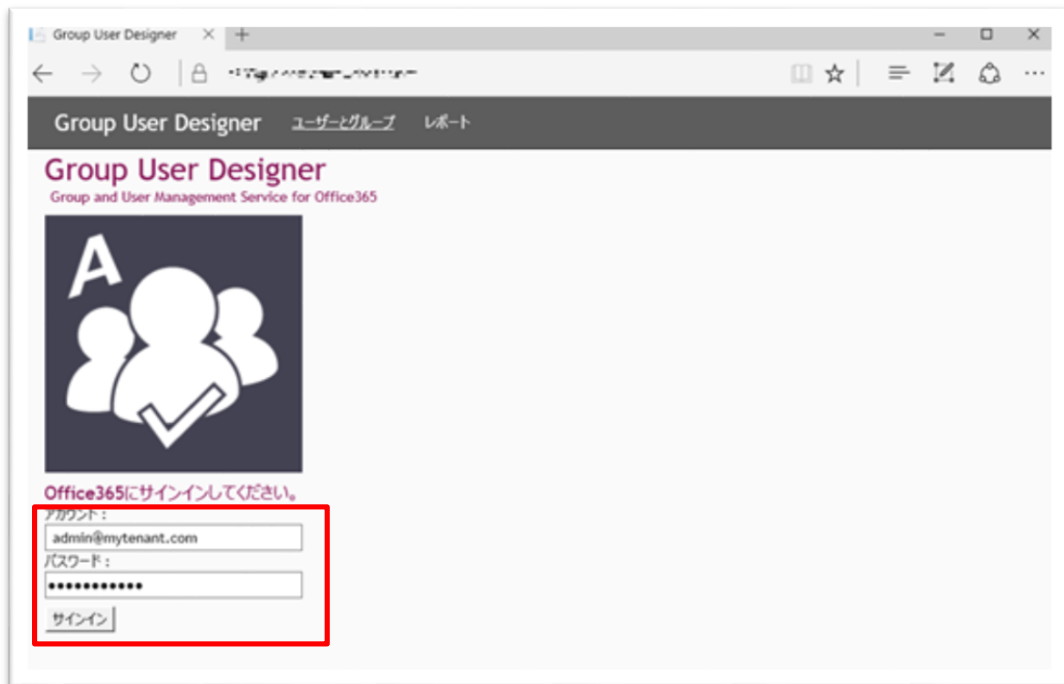 Group User Designer
Group User Designer ユーザーとグループ レポート
Group User Designer
Group and User Management Service for Office365
A
Office365にサインインしてください。
アカウント：
admin@mytenant.com
パスワード：
•••••••••••
サインイン